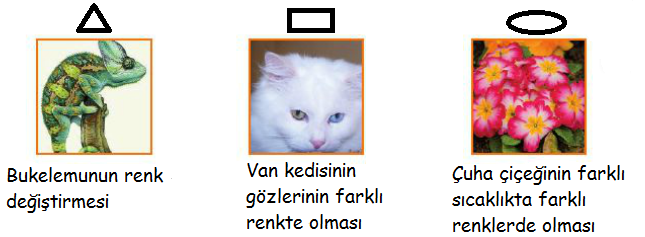 Bukelemunun renk
değiştirmesi
Van kedisinin
gözlerinin farklı
renkte olması
Çuha çiçeğinin farklı
sıcaklıkta farklı
renklerde olması